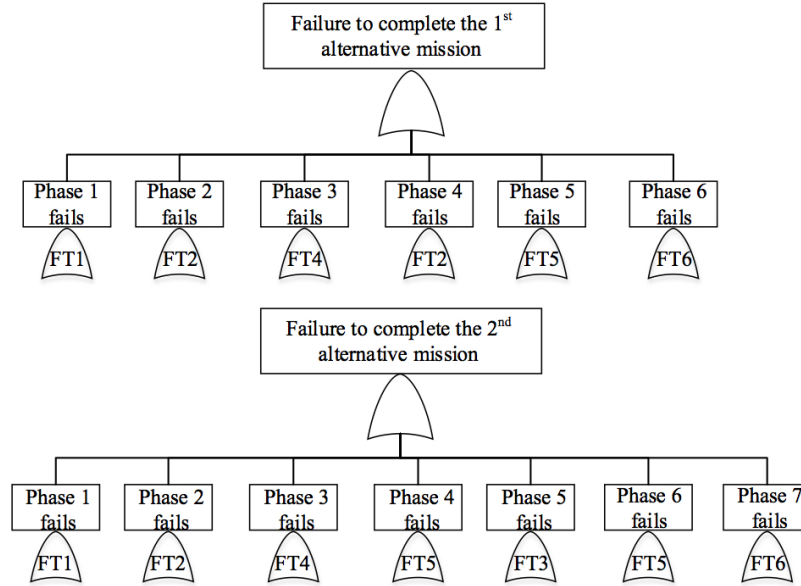 Failure to complete the 1st
alternative mission
Phase 1
fails
Phase 2
fails
Phase 3
fails
Phase 4
fails
Phase 5
fails
Phase 6
fails
FT1
FT2
FT4
FT2
FT5
FT6
Failure to complete the 2nd
alternative mission
Phase 1
fails
Phase 2
fails
Phase 3
fails
Phase 4
fails
Phase 5
fails
Phase 6
fails
Phase 7
fails
FT1
FT2
FT4
FT5
FT3
FT5
FT6